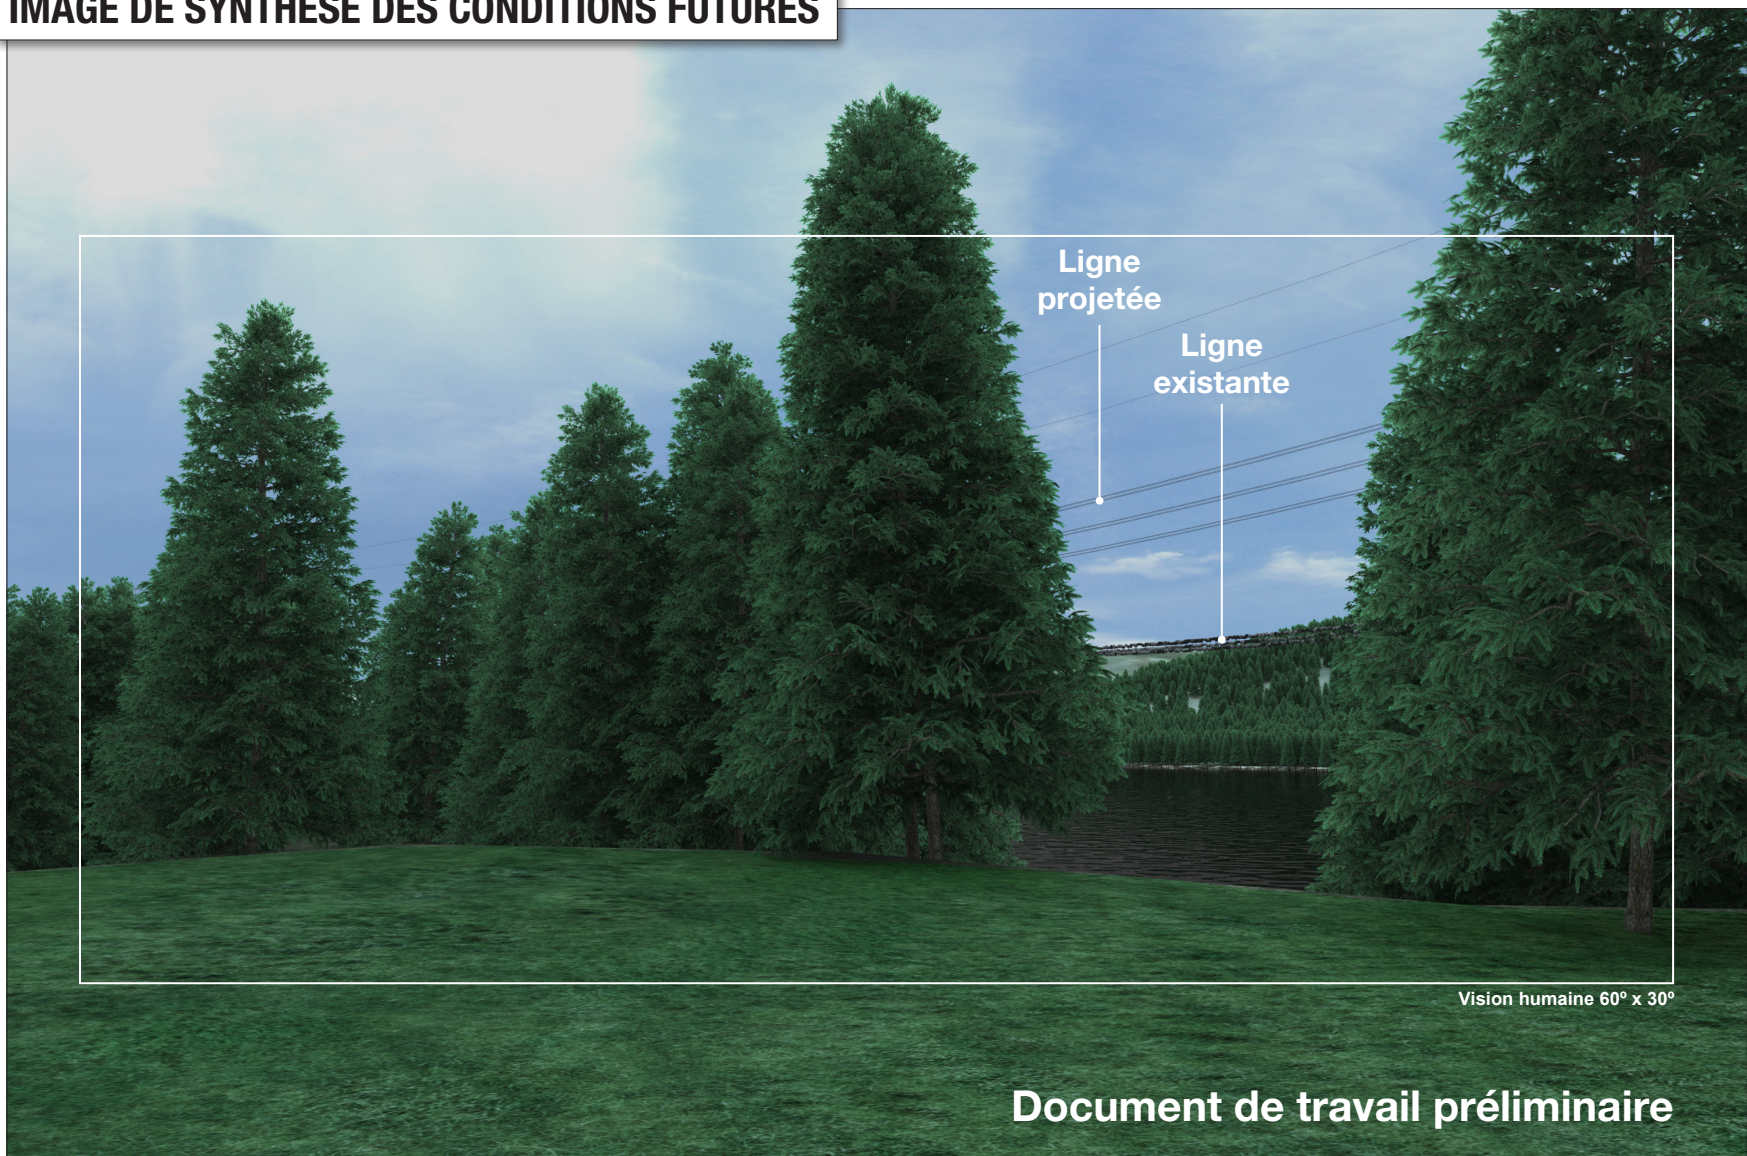 IMAGE DE SYNTHÈSE DES CONDITIONS FUTURES
Ligne
projetée
Ligne
existante
Vision humaine 60º x 30º
Document de travail préliminaire